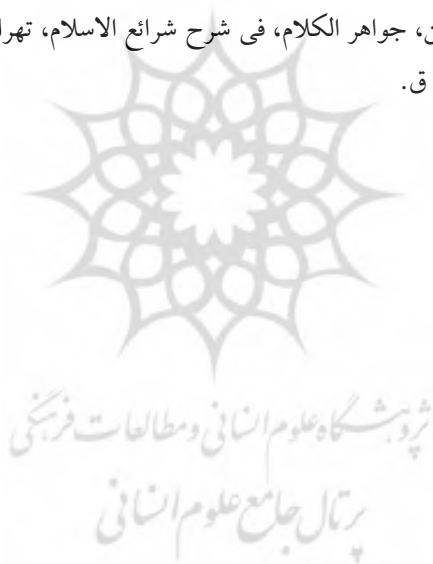 ن، جواهر الکلام، فی شرح شرائع الاسلام، تهرا
ق.
پژوهشگاه علوم انسانی و مطالعات فرهنگی
پرتال جامع علوم انسانی